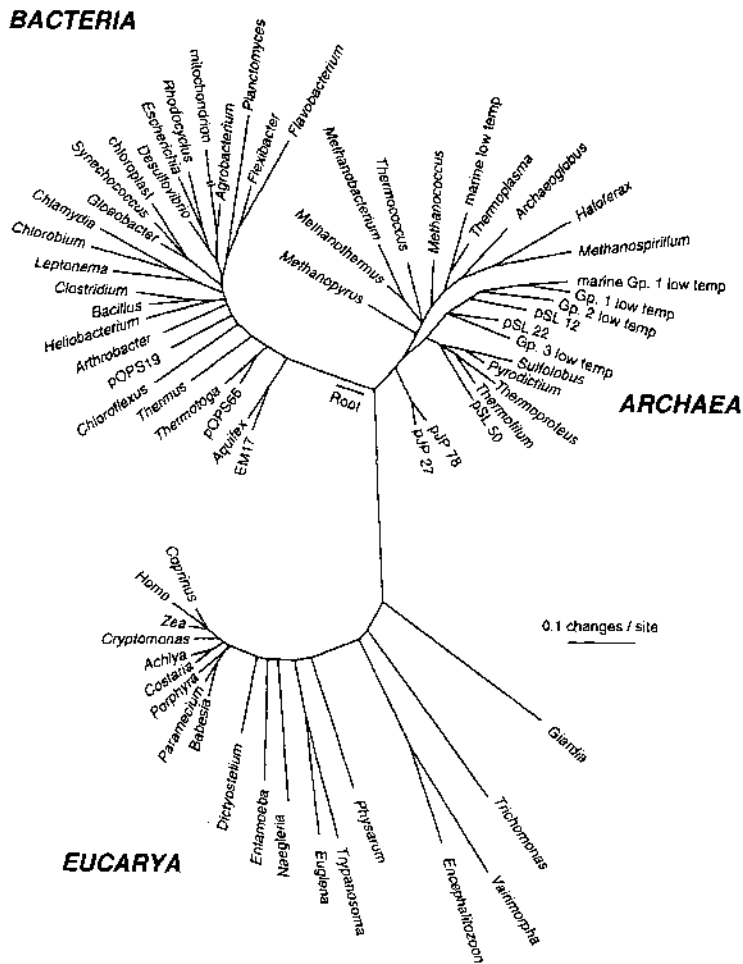 BACTERIA
Planctomyces
Flavobacterium
mitochondrion
Rhodocyclus
Escherichia
Desulfovibrio
Agrobacterium
Flexibacter
chloroplast
Synechococcus
Gloeobacter
Chlamydia
Chlorobium
Leptonema
Clostridium
Bacillus
Heliobacterium
Arthrobacter
pOPS19
Chloroflexus
Thermus
Thermotoga
pOPS66
Aquifex
EM17
Root
marine low temp
Methanobacterium
Thermococcus
Methanococcus
Thermoplasma
Archaeoglobus
Haloferax
Methanospirillum
Methanothermus
Methanopyrus
marine Gp. 1 low temp
Gp. 1 low temp
Gp. 2 low temp
pSL 12
pSL 22
Gp. 3 low temp
Sulfolobus
Pyrodictium
Thermoproteus
Thermofilum
pSL 50
pJP 78
pJP 27
ARCHAEA
Coprinus
Homo
Zea
Cryptomonas
Achlya
Costaria
Porphyra
Paramecium
Babesia
Dictyostelium
Entamoeba
Naegleria
Euglena
Trypanosoma
Physarum
Encephalitozoon
Vairimorpha
Trichomonas
Giardia
0.1 changes / site
EUCARYA